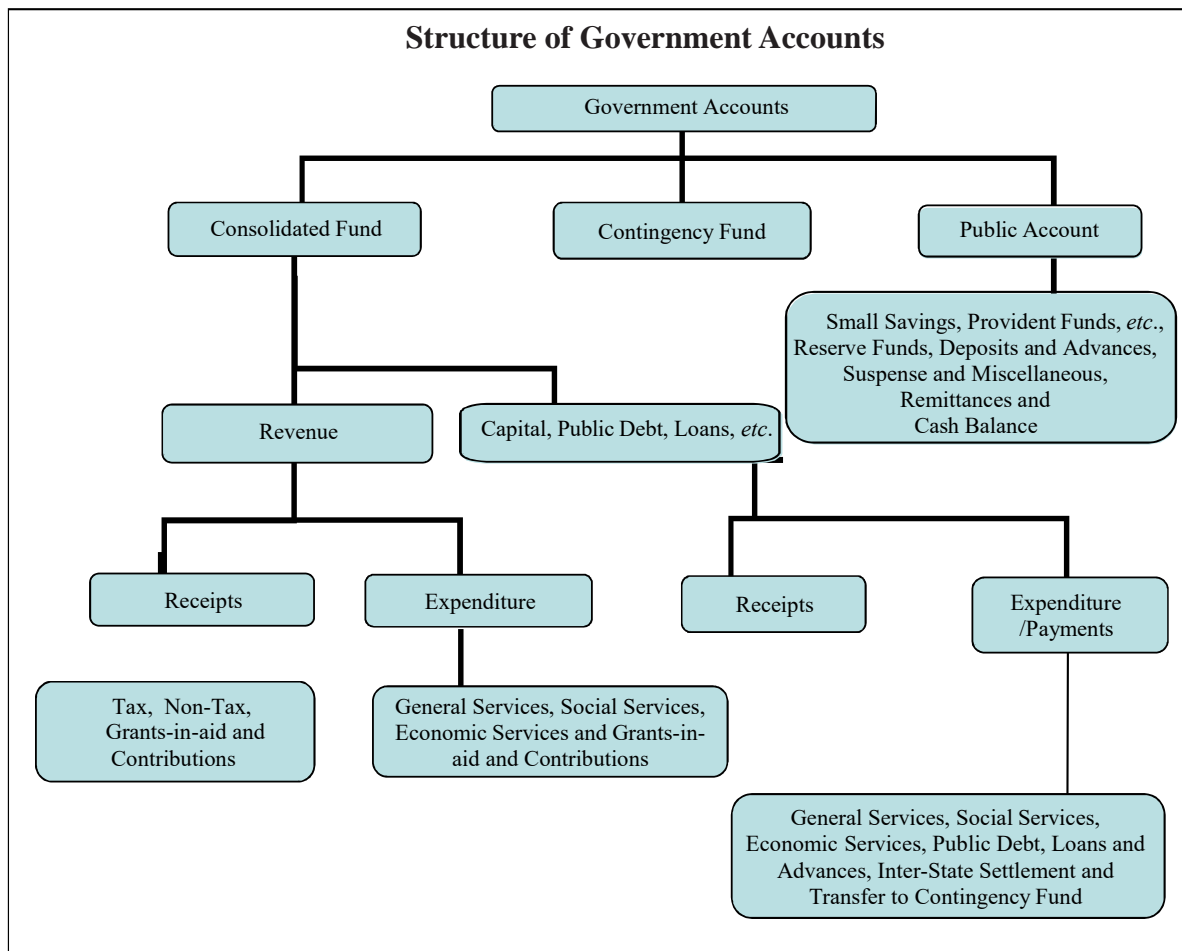 Structure of Government Accounts
Government Accounts
Consolidated Fund
Contingency Fund
Public Account
Small Savings, Provident Funds, etc.,
Reserve Funds, Deposits and Advances,
Suspense and Miscellaneous,
Remittances and
Cash Balance
Revenue
Capital, Public Debt, Loans, etc.
Receipts
Expenditure
Receipts
Expenditure
/Payments
Tax, Non-Tax,
Grants-in-aid and
Contributions
General Services, Social Services,
Economic Services and Grants-in-
aid and Contributions
General Services, Social Services,
Economic Services, Public Debt, Loans and
Advances, Inter-State Settlement and
Transfer to Contingency Fund